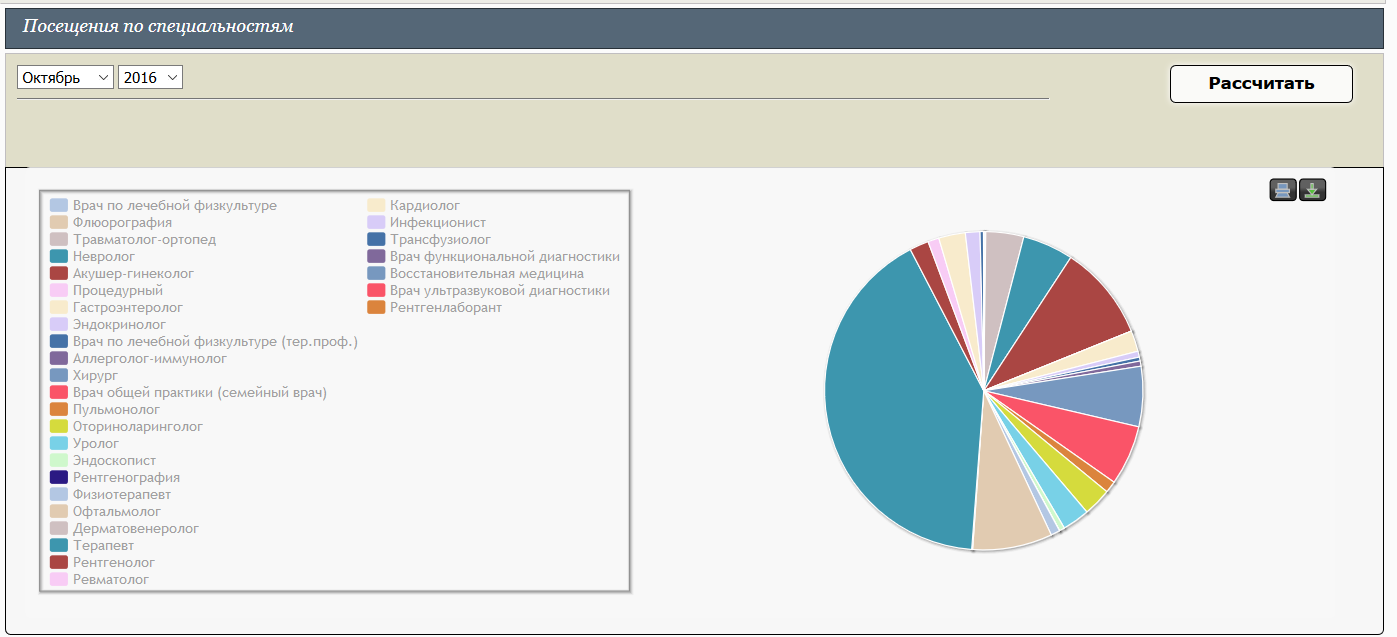 Посещения по специальностям
Октябрь 2016 Рассчитать
Врач по лечебной физкультуре
Флюорография
Травматолог-ортопед
Невролог
Акушер-гинеколог
Процедурный
Гастроэнтеролог
Эндокринолог
Врач по лечебной физкультуре (тер.проф.)
Аллерголог-иммунолог
Хирург
Врач общей практики (семейный врач)
Пульмонолог
Оториноларинголог
Уролог
Эндоскопист
Рентгенография
Физиотерапевт
Офтальмолог
Дерматовенеролог
Терапевт
Рентгенолог
Ревматолог
Кардиолог
Инфекционист
Трансфузиолог
Врач функциональной диагностики
Восстановительная медицина
Врач ультразвуковой диагностики
Рентгенлаборант